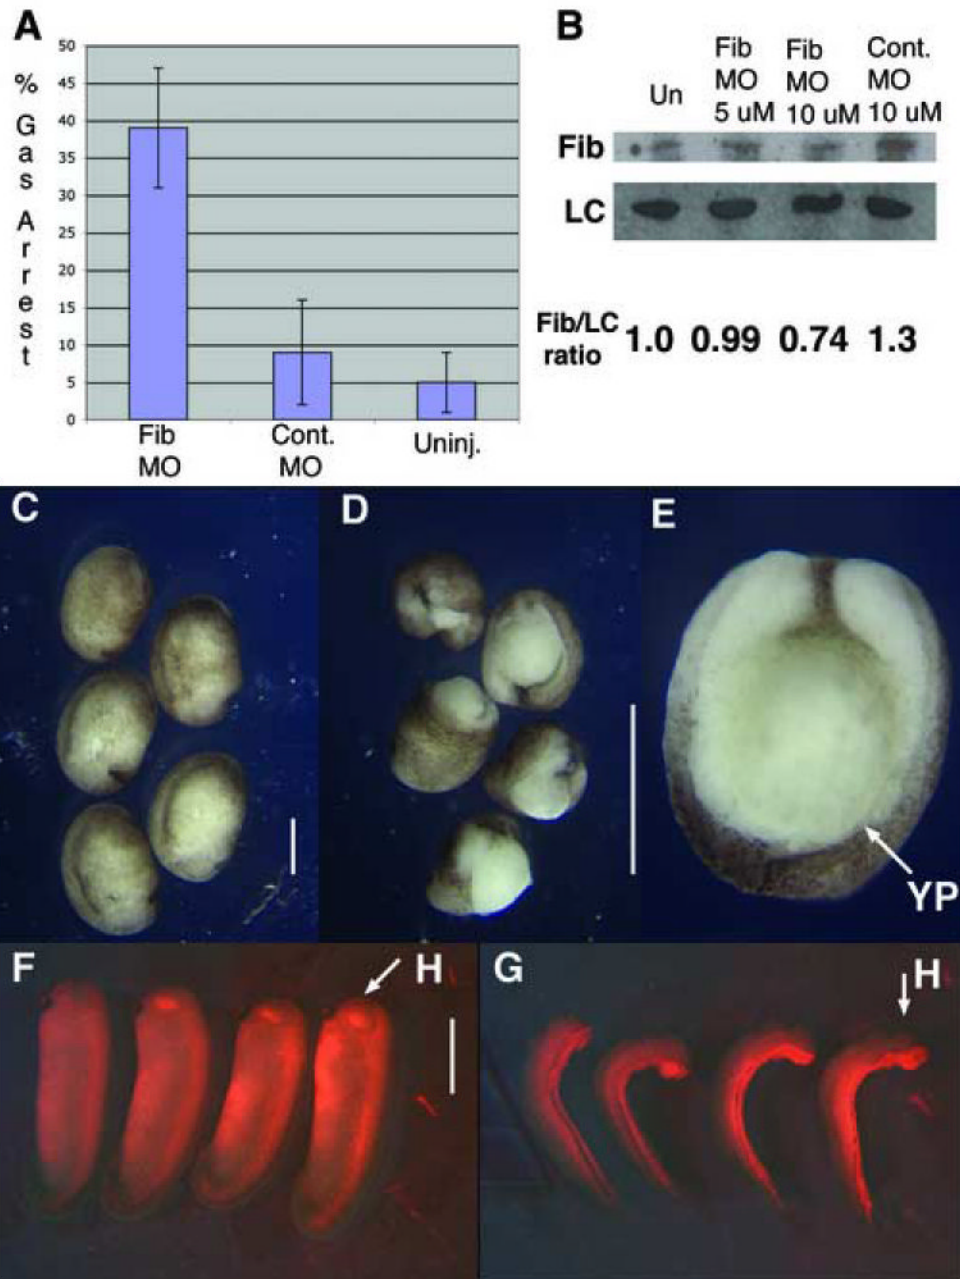 A
50
45
40
35
30
25
20
15
10
5
0
% Gas Arrest
Fib
MO
Cont.
MO
Uninj.
B
Un
Fib
MO
5 uM
Fib
MO
10 uM
Cont.
MO
10 uM
Fib
LC
Fib/LC
ratio
1.0 0.99 0.74 1.3
C
D
E
YP
F
H
G
H